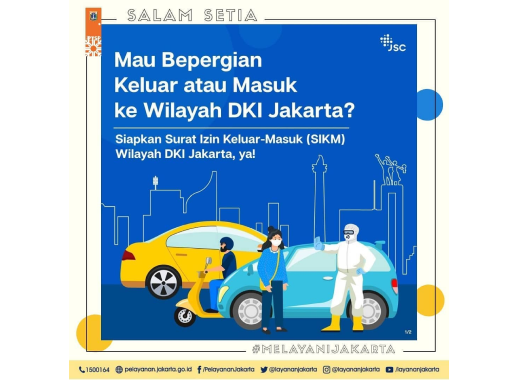 SALAM SETIA
JSC
Mau Bepergian
Keluar atau Masuk
ke Wilayah DKI Jakarta?
Siapkan Surat Izin Keluar-Masuk (SIKM)
Wilayah DKI Jakarta, ya!
1/2
#MELAYANIJAKARTA
1500164 pelayanan.jakarta.go.id /PelayananJakarta @layananjakarta @layananjakarta /layananjakarta